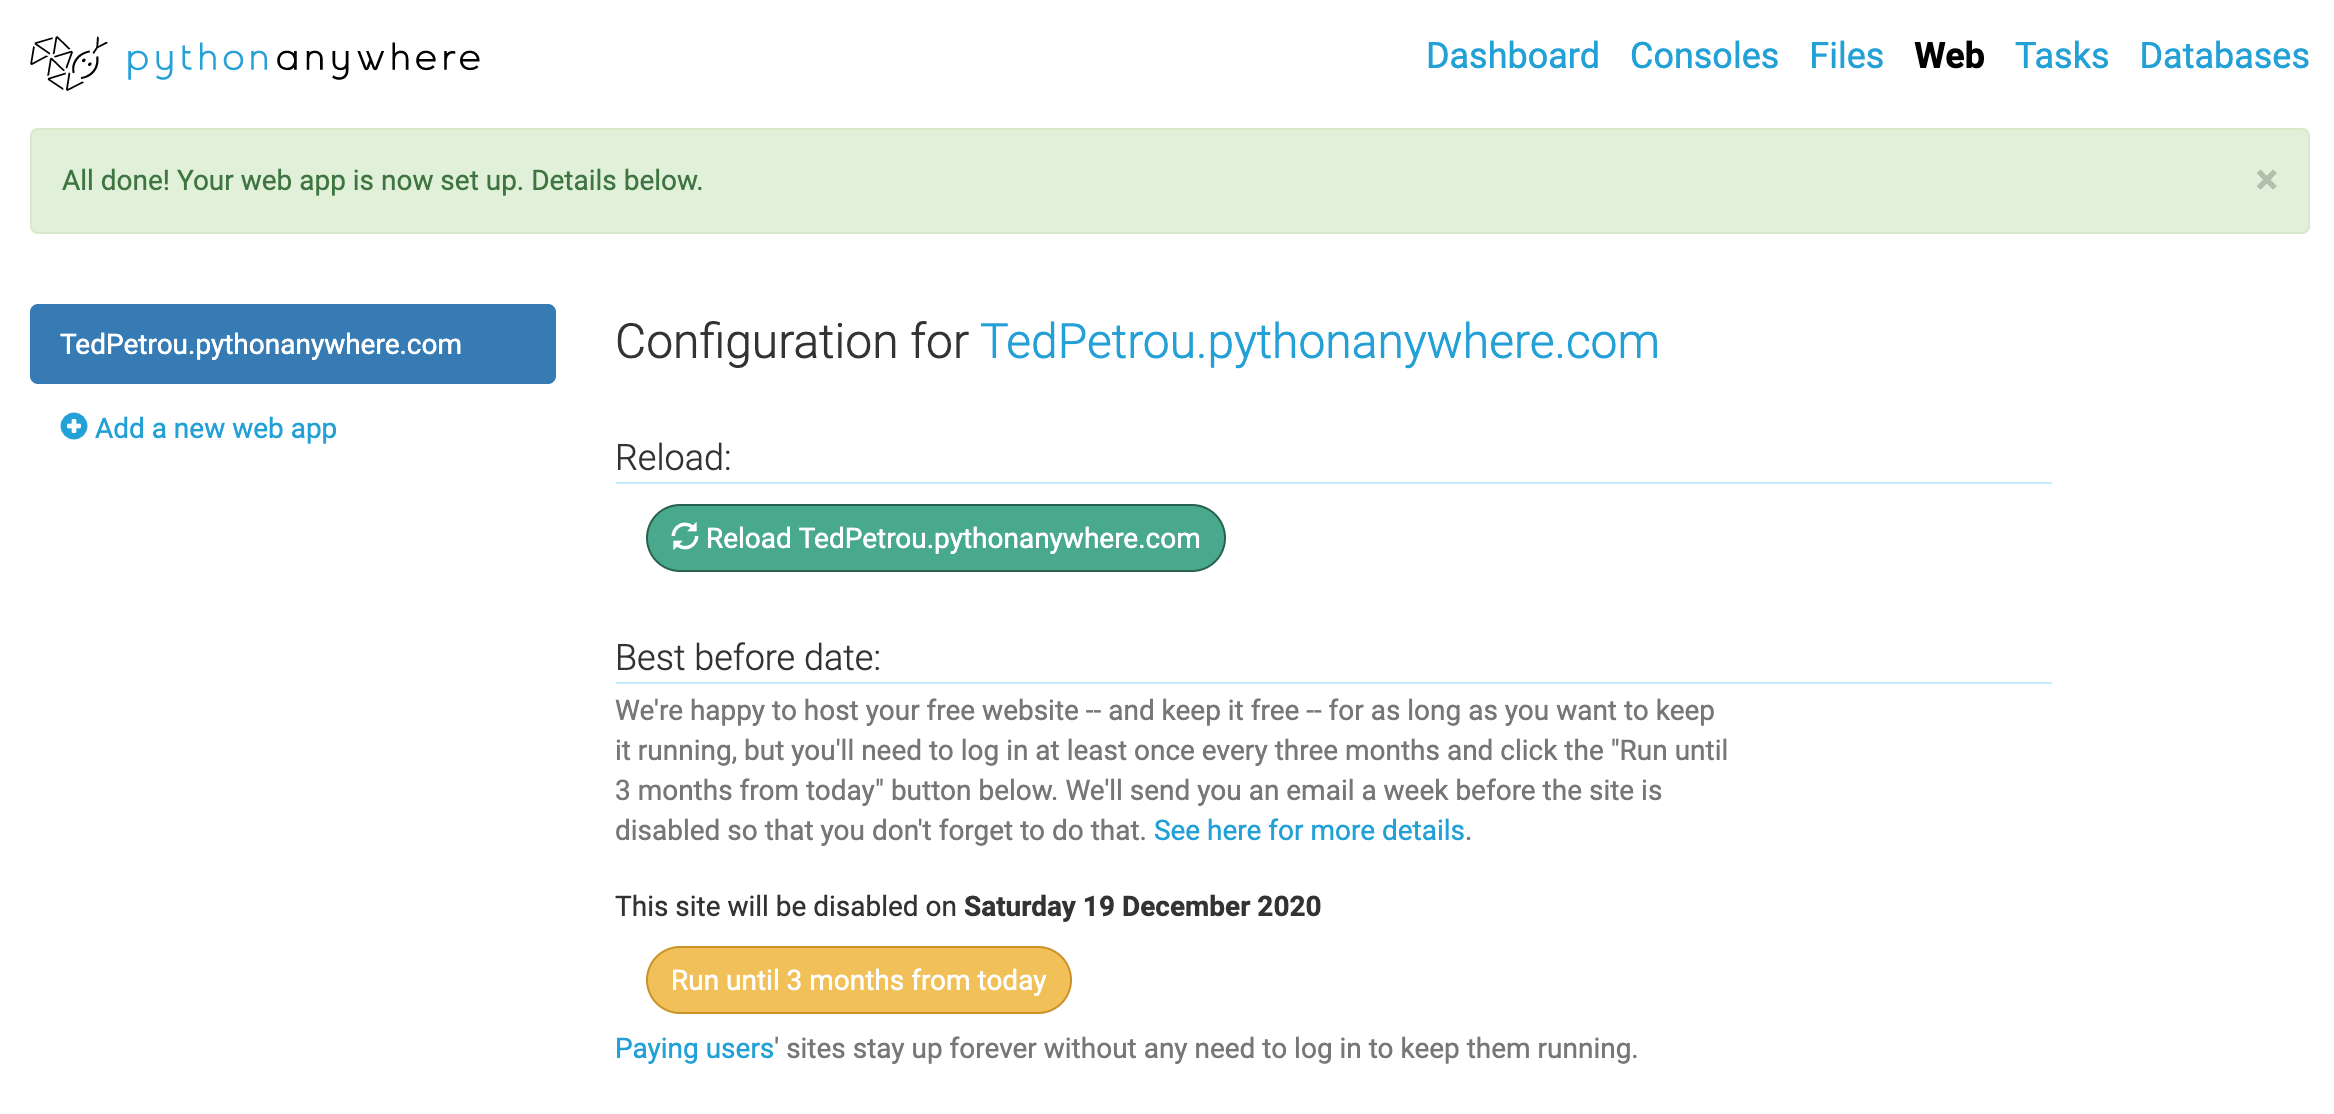 pythonanywhere
Dashboard Consoles Files Web Tasks Databases
All done! Your web app is now set up. Details below.
×
TedPetrou.pythonanywhere.com
Add a new web app
Configuration for TedPetrou.pythonanywhere.com
Reload:
Reload TedPetrou.pythonanywhere.com
Best before date:
We're happy to host your free website -- and keep it free -- for as long as you want to keep
it running, but you'll need to log in at least once every three months and click the "Run until
3 months from today" button below. We'll send you an email a week before the site is
disabled so that you don't forget to do that. See here for more details.
This site will be disabled on Saturday 19 December 2020
Run until 3 months from today
Paying users' sites stay up forever without any need to log in to keep them running.